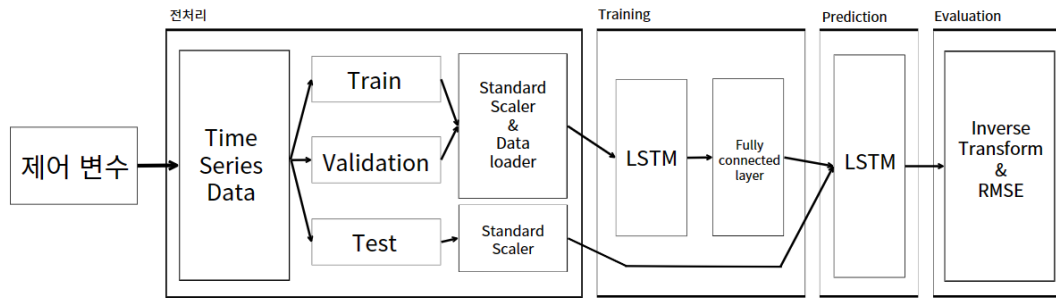 전처리
Training
Prediction
Evaluation
제어 변수
Time
Series
Data
Train
Validation
Test
Standard
Scaler
&
Data
loader
Standard
Scaler
LSTM
Fully
connected
layer
LSTM
Inverse
Transform
&
RMSE